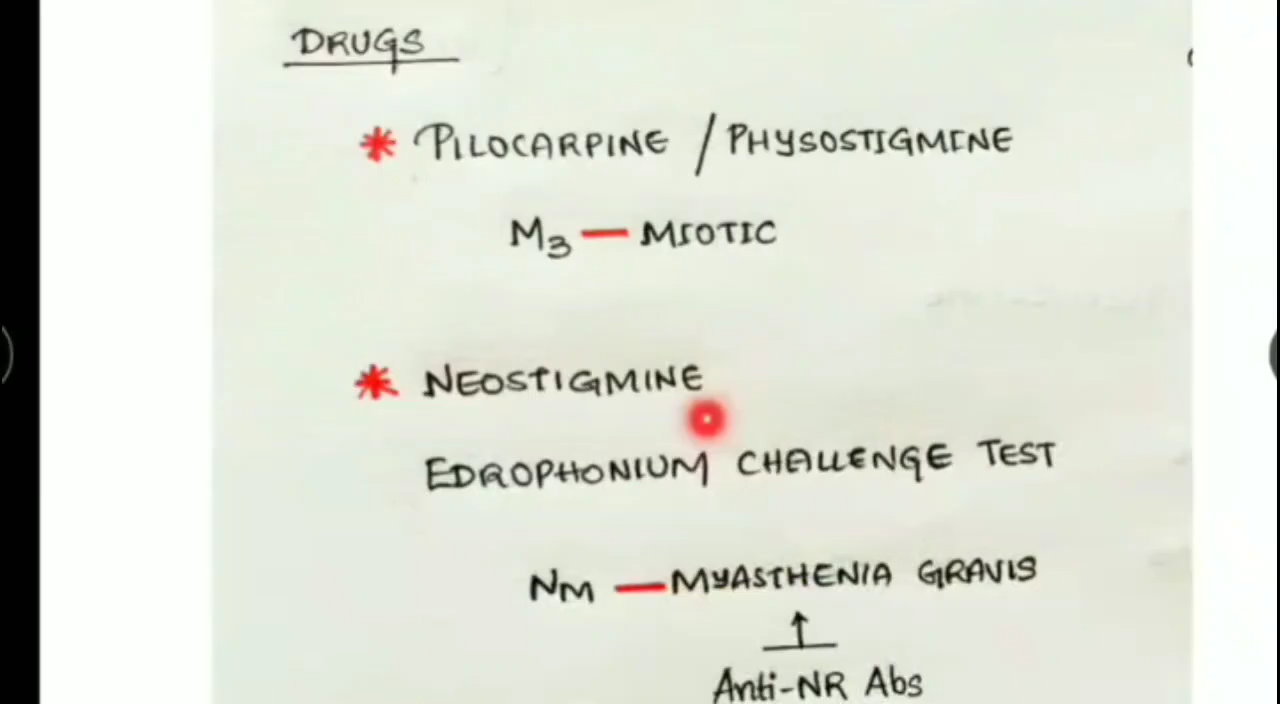 DRUGS
* PILOCARPINE / PHYSOSTIGMINE
M3 — MIOTIC
* NEOSTIGMINE
EDROPHONIUM CHALLENGE TEST
NM — MYASTHENIA GRAVIS
↑
Anti-NR Abs